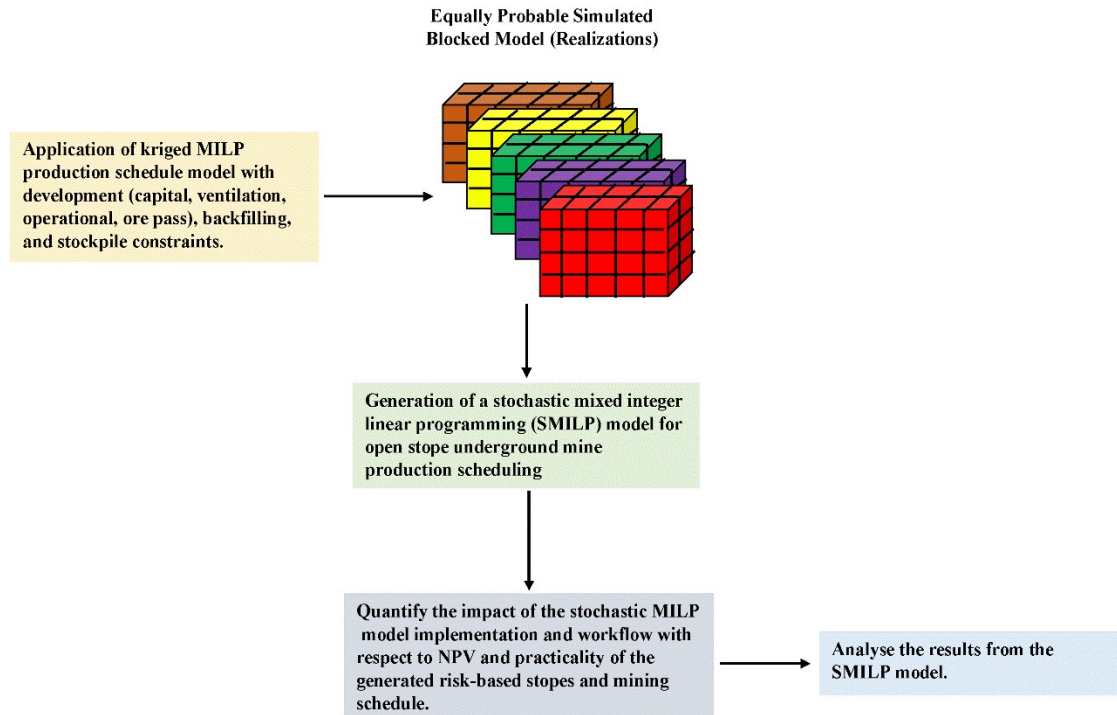 Equally Probable Simulated
Blocked Model (Realizations)
Application of kriged MILP
production schedule model with
development (capital, ventilation,
operational, ore pass), backfilling,
and stockpile constraints.
Generation of a stochastic mixed integer
linear programming (SMILP) model for
open stope underground mine
production scheduling
Quantify the impact of the stochastic MILP
model implementation and workflow with
respect to NPV and practicality of the
generated risk-based stopes and mining
schedule.
Analyse the results from the
SMILP model.